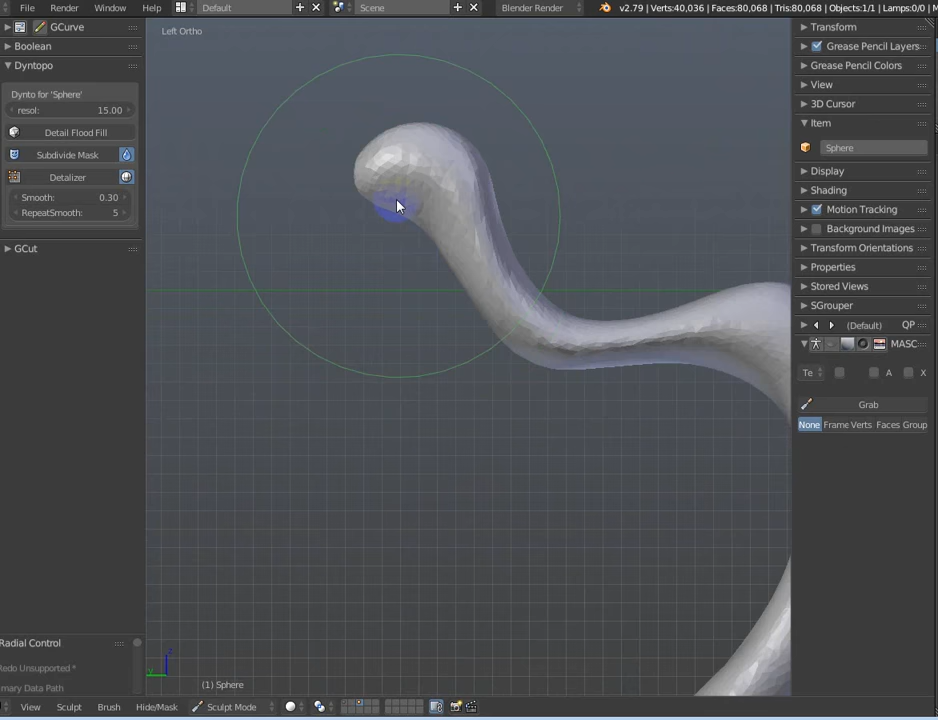 File Render Window Help Default Scene Blender Render v2.79 | Verts:40,036 | Faces:80,068 | Tris:80,068 | Objects:1/1 | Lamps:0/0 |
GCurve
Boolean
Dyntopo
Dynto for 'Sphere'
resol: 15.00
Detail Flood Fill
Subdivide Mask
Detalizer
Smooth: 0.30
RepeatSmooth: 5
GCut
Radial Control
Redo Unsupported *
mary Data Path
Left Ortho
z
y
(1) Sphere
Transform
Grease Pencil Layers
Grease Pencil Colors
View
3D Cursor
Item
Sphere
Display
Shading
Motion Tracking
Background Images
Transform Orientations
Properties
Stored Views
SGrouper
(Default) QP
MASC
Te A X
Grab
None Frame Verts Faces Group
View Sculpt Brush Hide/Mask Sculpt Mode